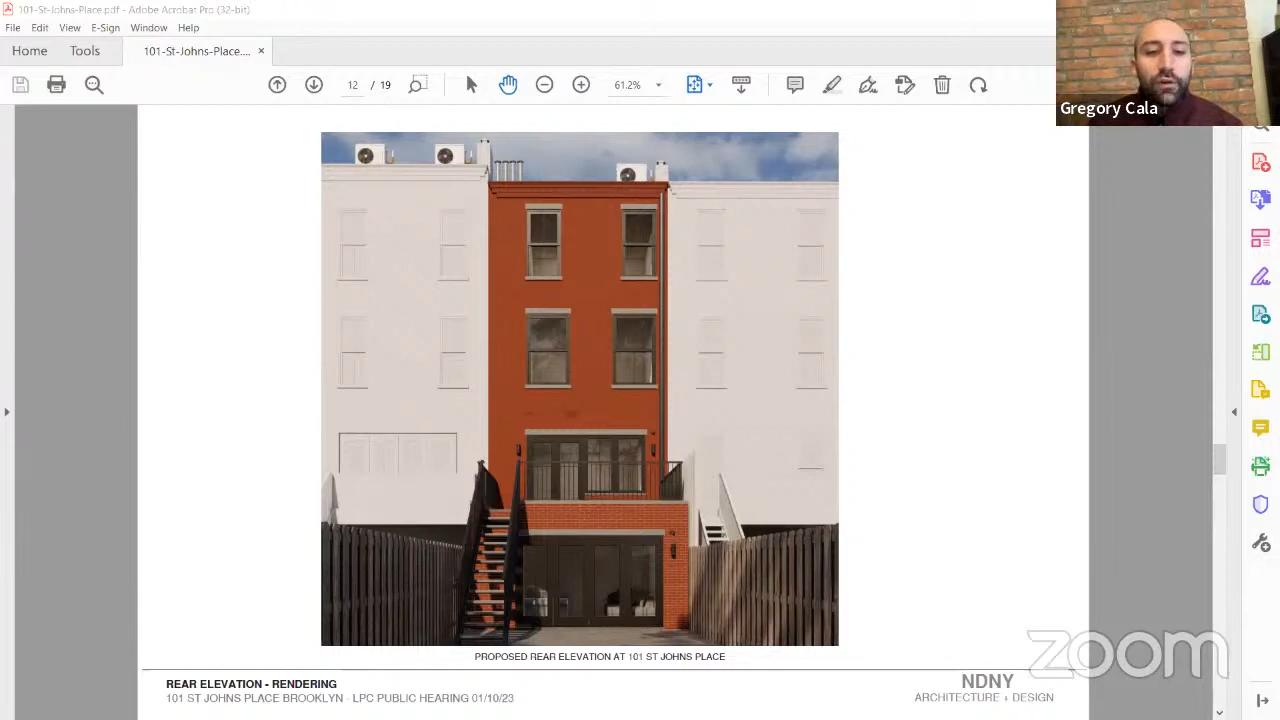 101-St-Johns-Place.pdf - Adobe Acrobat Pro (32-bit)
File Edit View E-Sign Window Help
Home Tools 101-St-Johns-Place.... ×
12 / 19 61.2%
Gregory Cala
PROPOSED REAR ELEVATION AT 101 ST JOHNS PLACE
REAR ELEVATION - RENDERING
101 ST JOHNS PLACE BROOKLYN - LPC PUBLIC HEARING 01/10/23
NDNY
ARCHITECTURE + DESIGN
zoom